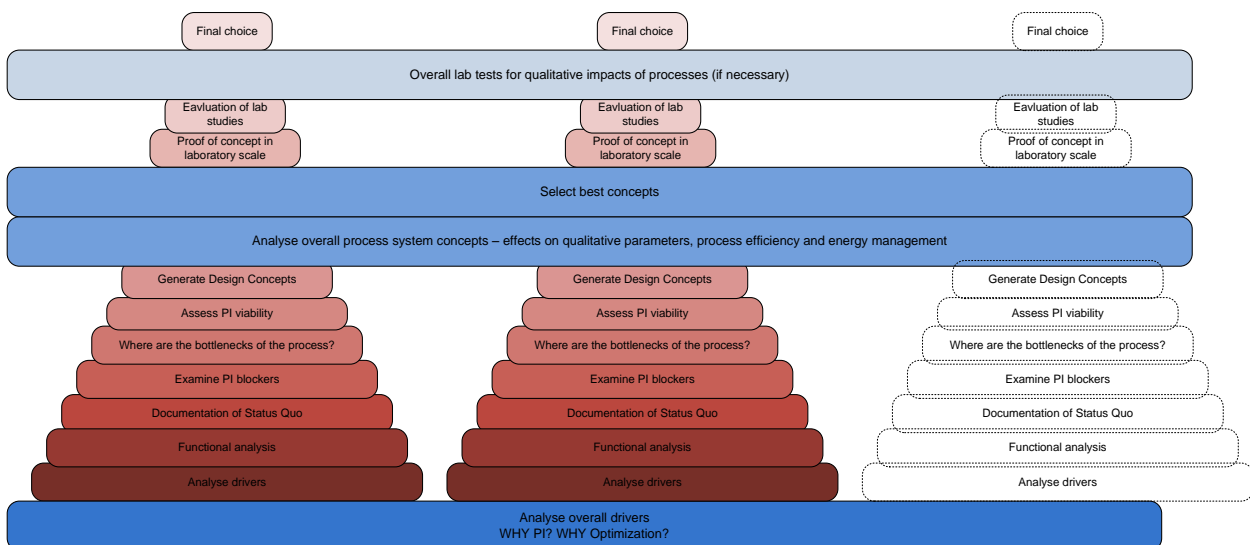 Final choice
Final choice
Final choice
Overall lab tests for qualitative impacts of processes (if necessary)
Eavluation of lab
studies
Eavluation of lab
studies
Eavluation of lab
studies
Proof of concept in
laboratory scale
Proof of concept in
laboratory scale
Proof of concept in
laboratory scale
Select best concepts
Analyse overall process system concepts – effects on qualitative parameters, process efficiency and energy management
Generate Design Concepts
Generate Design Concepts
Generate Design Concepts
Assess PI viability
Assess PI viability
Assess PI viability
Where are the bottlenecks of the process?
Where are the bottlenecks of the process?
Where are the bottlenecks of the process?
Examine PI blockers
Examine PI blockers
Examine PI blockers
Documentation of Status Quo
Documentation of Status Quo
Documentation of Status Quo
Functional analysis
Functional analysis
Functional analysis
Analyse drivers
Analyse drivers
Analyse drivers
Analyse overall drivers
WHY PI? WHY Optimization?